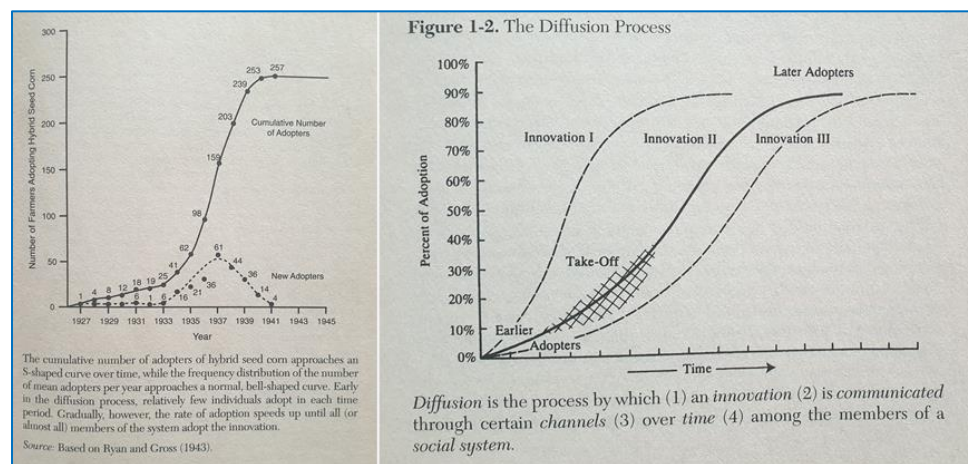 300
250
200
150
100
50
0
Number of Farmers Adopting Hybrid Seed Corn
1 4 8 12 18 19 25 41 62 98 159 203 239 253 257
Cumulative Number
of Adopters
61
44
36
New Adopters
14
4
6 1 6 16 21 36
1927 1929 1931 1933 1935 1937 1939 1941 1943 1945
Year
The cumulative number of adopters of hybrid seed corn approaches an
S-shaped curve over time, while the frequency distribution of the number
of mean adopters per year approaches a normal, bell-shaped curve. Early
in the diffusion process, relatively few individuals adopt in each time
period. Gradually, however, the rate of adoption speeds up until all (or
almost all) members of the system adopt the innovation.
Source: Based on Ryan and Gross (1943).
Figure 1-2. The Diffusion Process
100%
90%
80%
70%
60%
50%
40%
30%
20%
10%
0%
Percent of Adoption
Later Adopters
Innovation I
Innovation II
Innovation III
Take-Off
Earlier
Adopters
Time
Diffusion is the process by which (1) an innovation (2) is communicated
through certain channels (3) over time (4) among the members of a
social system.